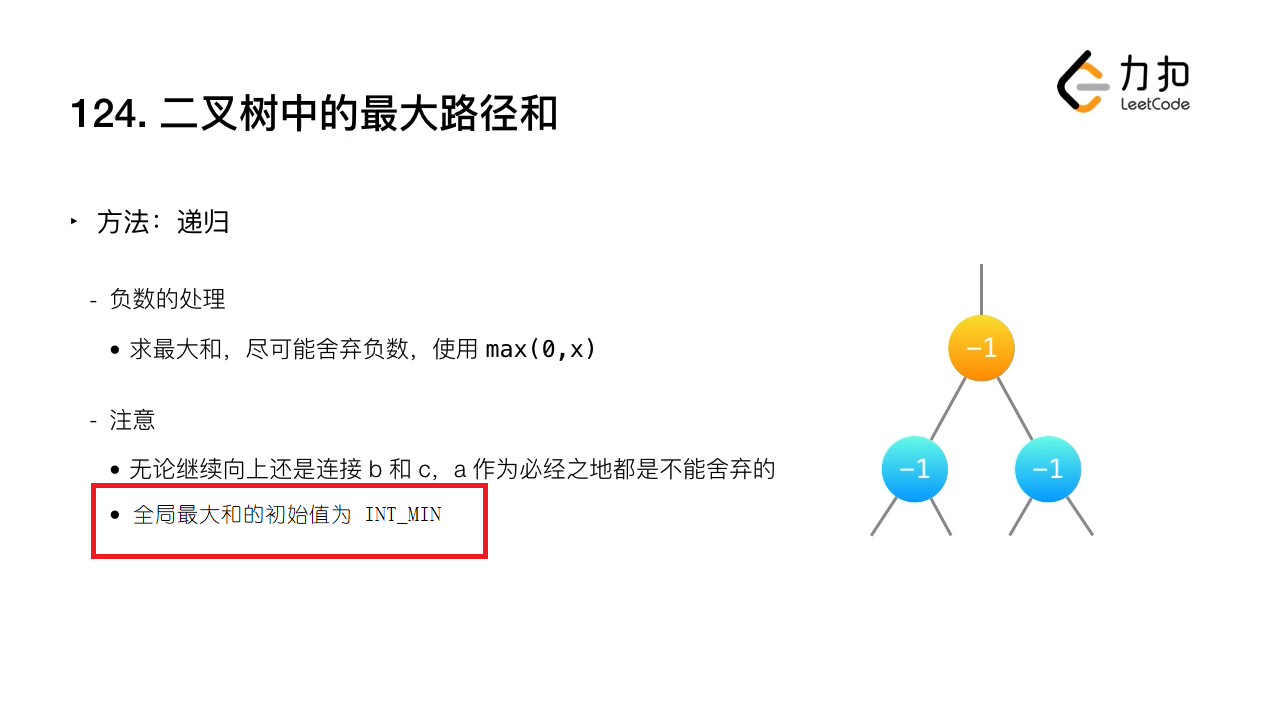 力扣
LeetCode
124. 二叉树中的最大路径和
‣ 方法：递归
- 负数的处理
• 求最大和，尽可能舍弃负数，使用 max(0,x)
- 注意
• 无论继续向上还是连接 b 和 c，a 作为必经之地都是不能舍弃的
• 全局最大和的初始值为 INT_MIN
−1
−1
−1